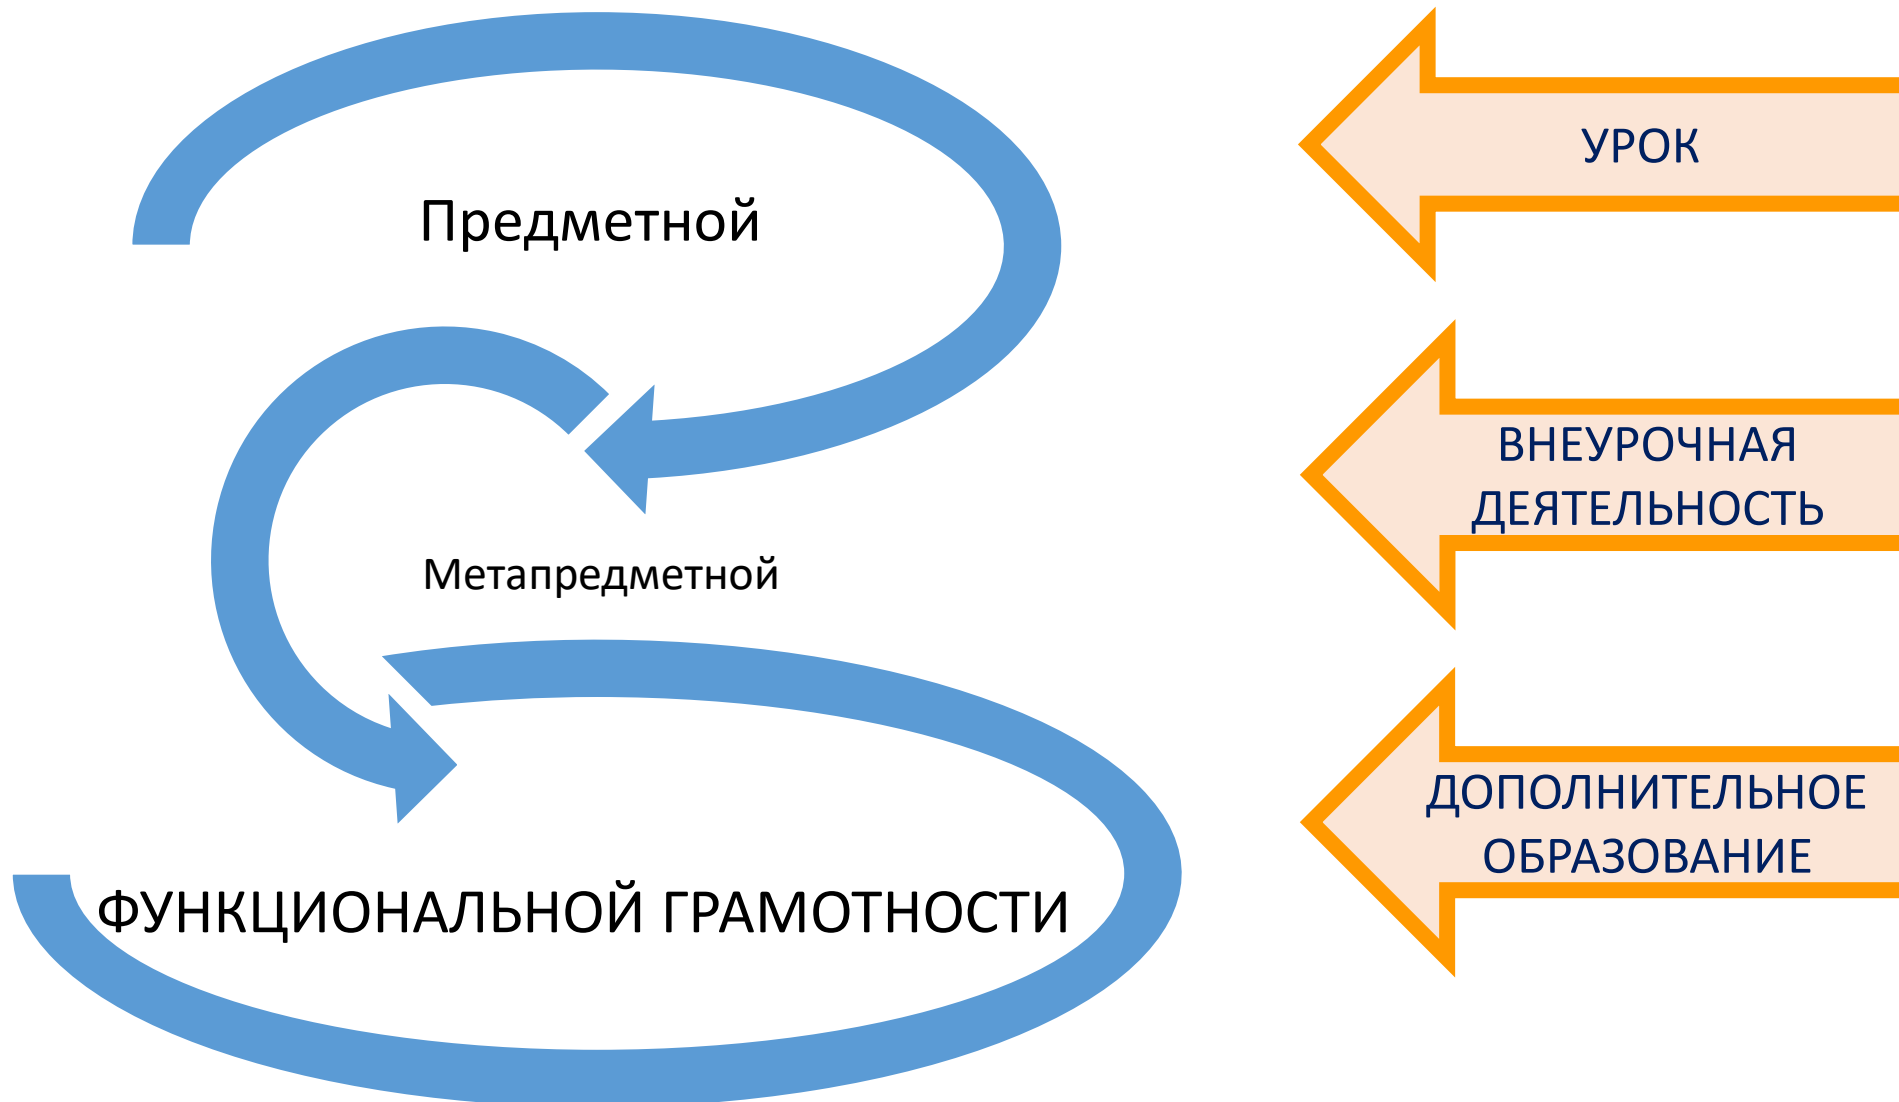 Предметной
Метапредметной
ФУНКЦИОНАЛЬНОЙ ГРАМОТНОСТИ
УРОК
ВНЕУРОЧНАЯ
ДЕЯТЕЛЬНОСТЬ
ДОПОЛНИТЕЛЬНОЕ
ОБРАЗОВАНИЕ